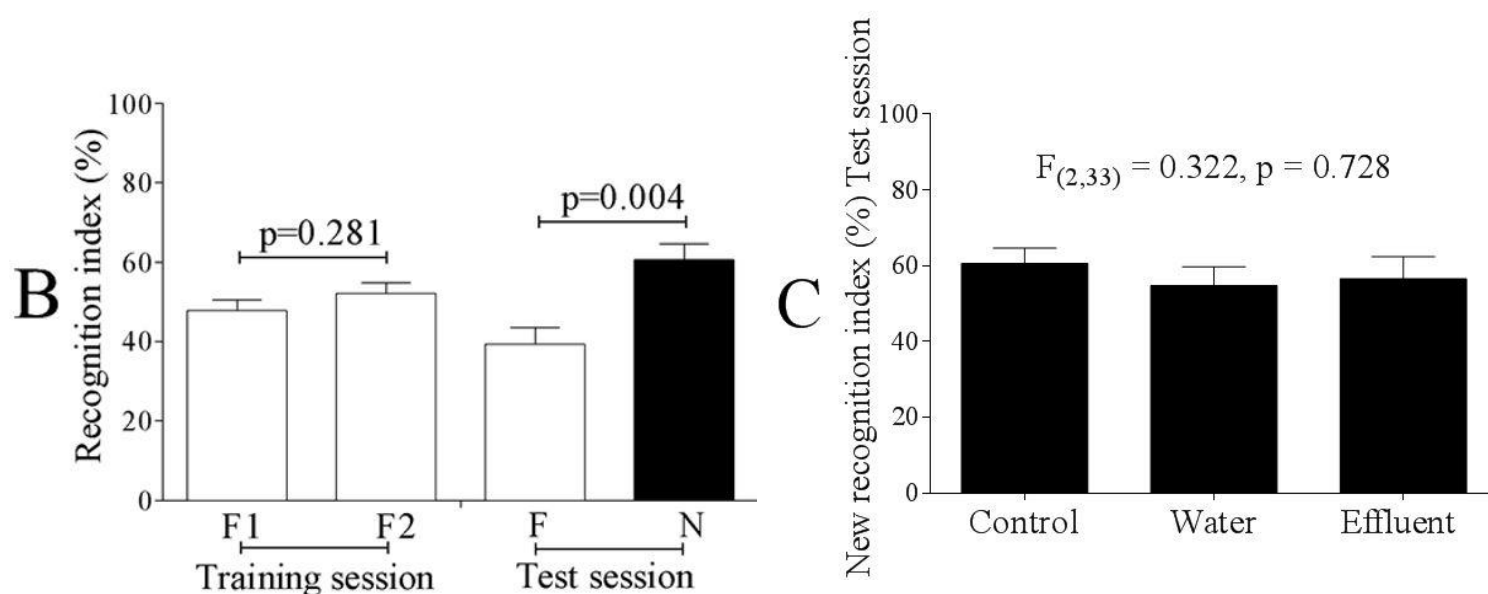 B
Recognition index (%)
100
80
60
40
20
0
p=0.281
p=0.004
F1 F2 F N
Training session Test session
C
New recognition index (%) Test session
100
80
60
40
20
0
F(2,33) = 0.322, p = 0.728
Control Water Effluent